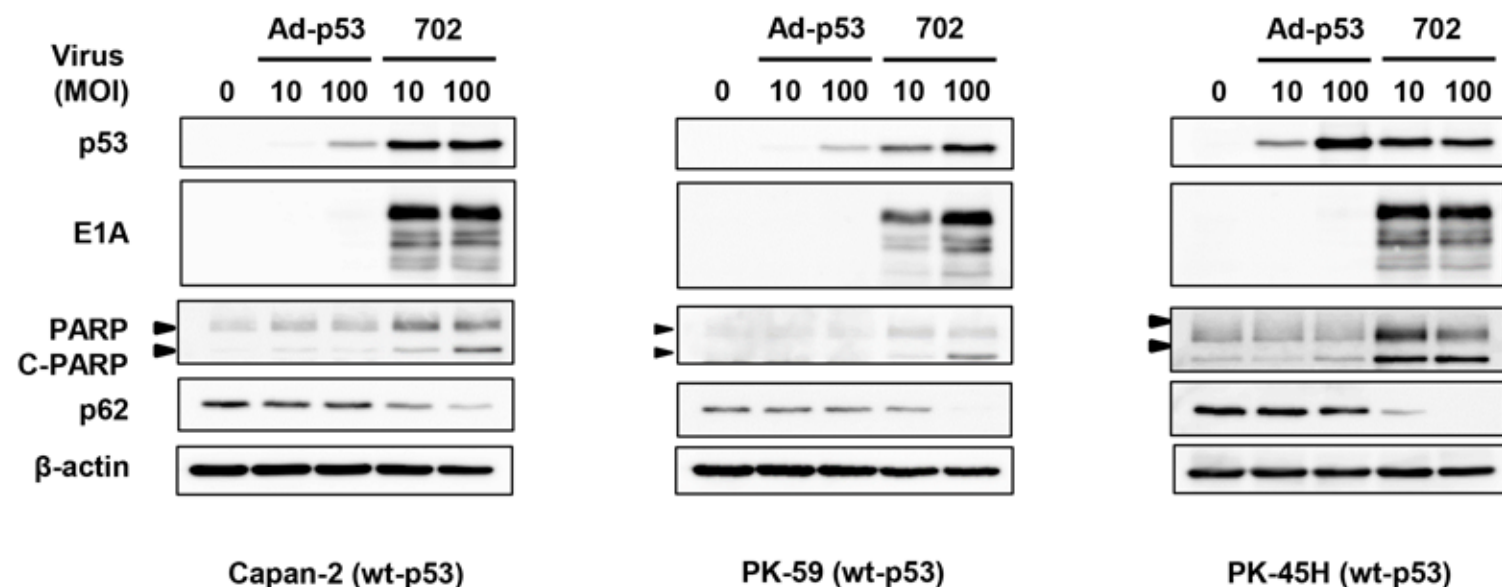 Ad-p53 702 Ad-p53 702 Ad-p53 702
Virus
(MOI) 0 10 100 10 100 0 10 100 10 100 0 10 100 10 100
p53
E1A
PARP
C-PARP
p62
β-actin
Capan-2 (wt-p53) PK-59 (wt-p53) PK-45H (wt-p53)